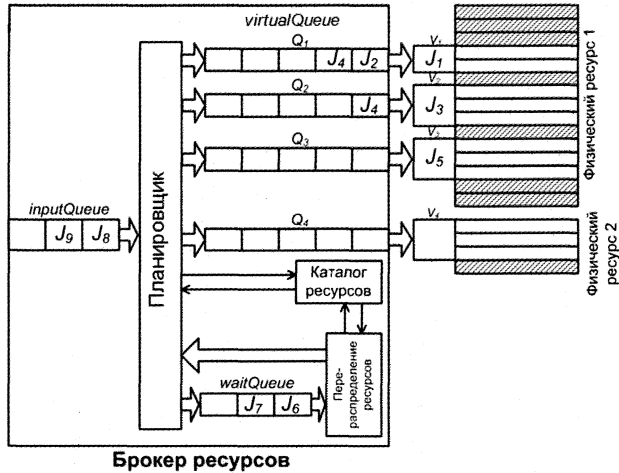 virtualQueue
Q1
J4 J2
V1
J1
Q2
J4
V2
J3
Q3
V3
J5
Физический ресурс 1
inputQueue
J9 J8
Планировщик
Q4
V4
Физический
ресурс 2
Каталог
ресурсов
Пере-
распределение
ресурсов
waitQueue
J7 J6
Брокер ресурсов